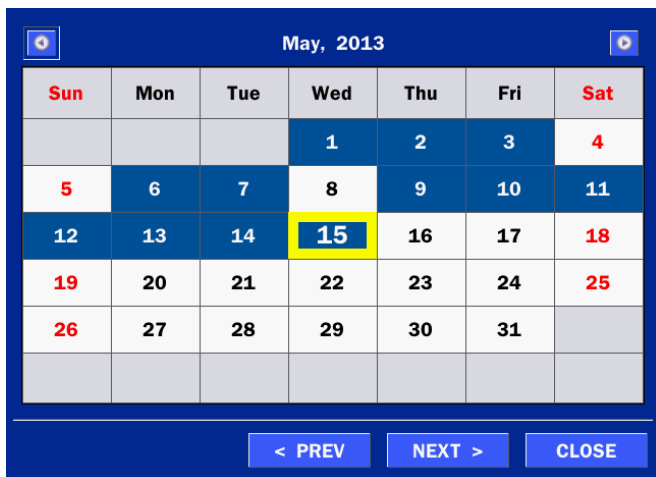 May, 2013
Sun Mon Tue Wed Thu Fri Sat
1 2 3 4
5 6 7 8 9 10 11
12 13 14 15 16 17 18
19 20 21 22 23 24 25
26 27 28 29 30 31
< PREV NEXT > CLOSE